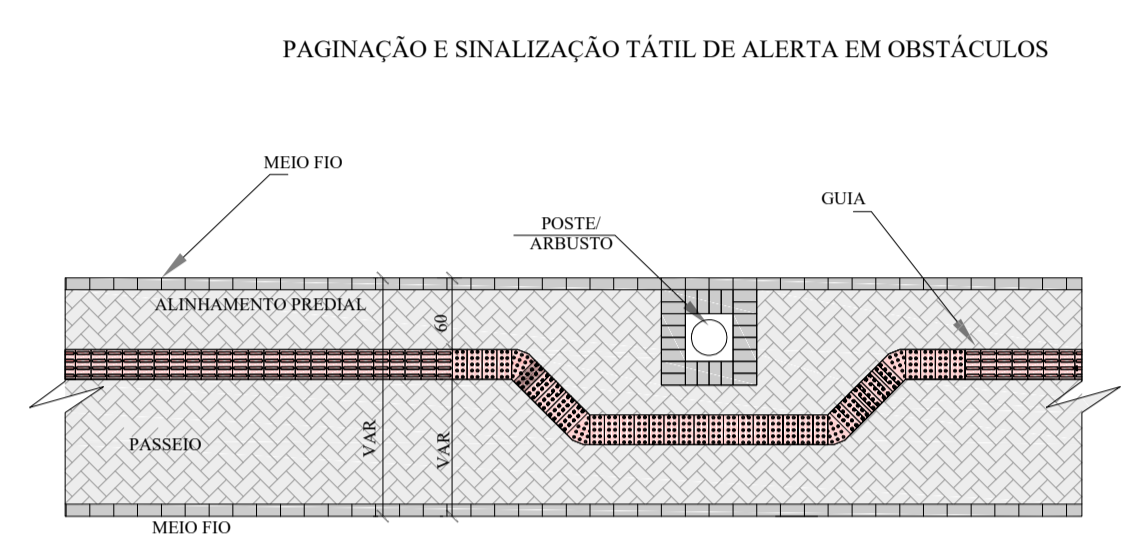 PAGINAÇÃO E SINALIZAÇÃO TÁTIL DE ALERTA EM OBSTÁCULOS
MEIO FIO
GUIA
POSTE/
ARBUSTO
ALINHAMENTO PREDIAL
60
VAR
VAR
PASSEIO
MEIO FIO